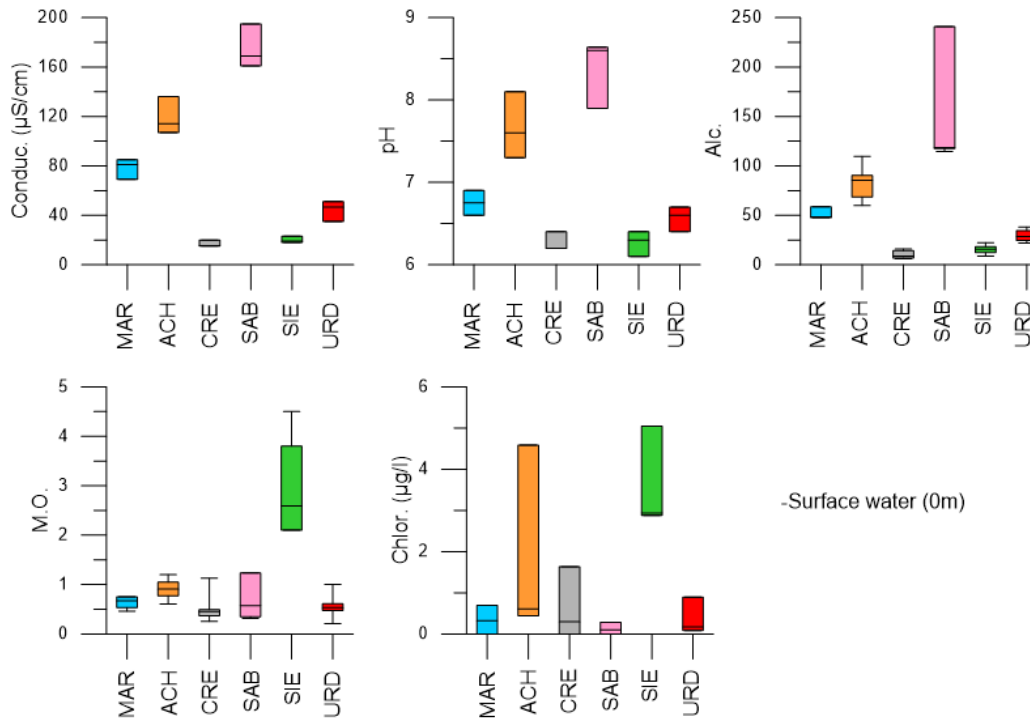 200
160
120
80
40
0
Conduc. (µS/cm)
MAR
ACH
CRE
SAB
SIE
URD
9
8
7
6
pH
MAR
ACH
CRE
SAB
SIE
URD
250
200
150
100
50
0
Alc.
MAR
ACH
CRE
SAB
SIE
URD
5
4
3
2
1
0
M.O.
MAR
ACH
CRE
SAB
SIE
URD
6
4
2
0
Chlor. (µg/l)
MAR
ACH
CRE
SAB
SIE
URD
-Surface water (0m)